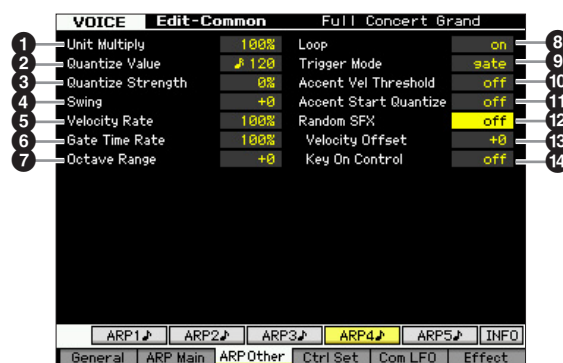 VOICE Edit-Common Full Concert Grand
1 Unit Multiply 100% Loop on 8
2 Quantize Value ♪ 120 Trigger Mode gate 9
3 Quantize Strength 0% Accent Vel Threshold off 10
4 Swing +0 Accent Start Quantize off 11
5 Velocity Rate 100% Random SFX off 12
6 Gate Time Rate 100% Velocity Offset +0 13
7 Octave Range +0 Key On Control off 14
ARP1♪ ARP2♪ ARP3♪ ARP4♪ ARP5♪ INFO
General ARP Main ARP Other Ctrl Set Com LFO Effect